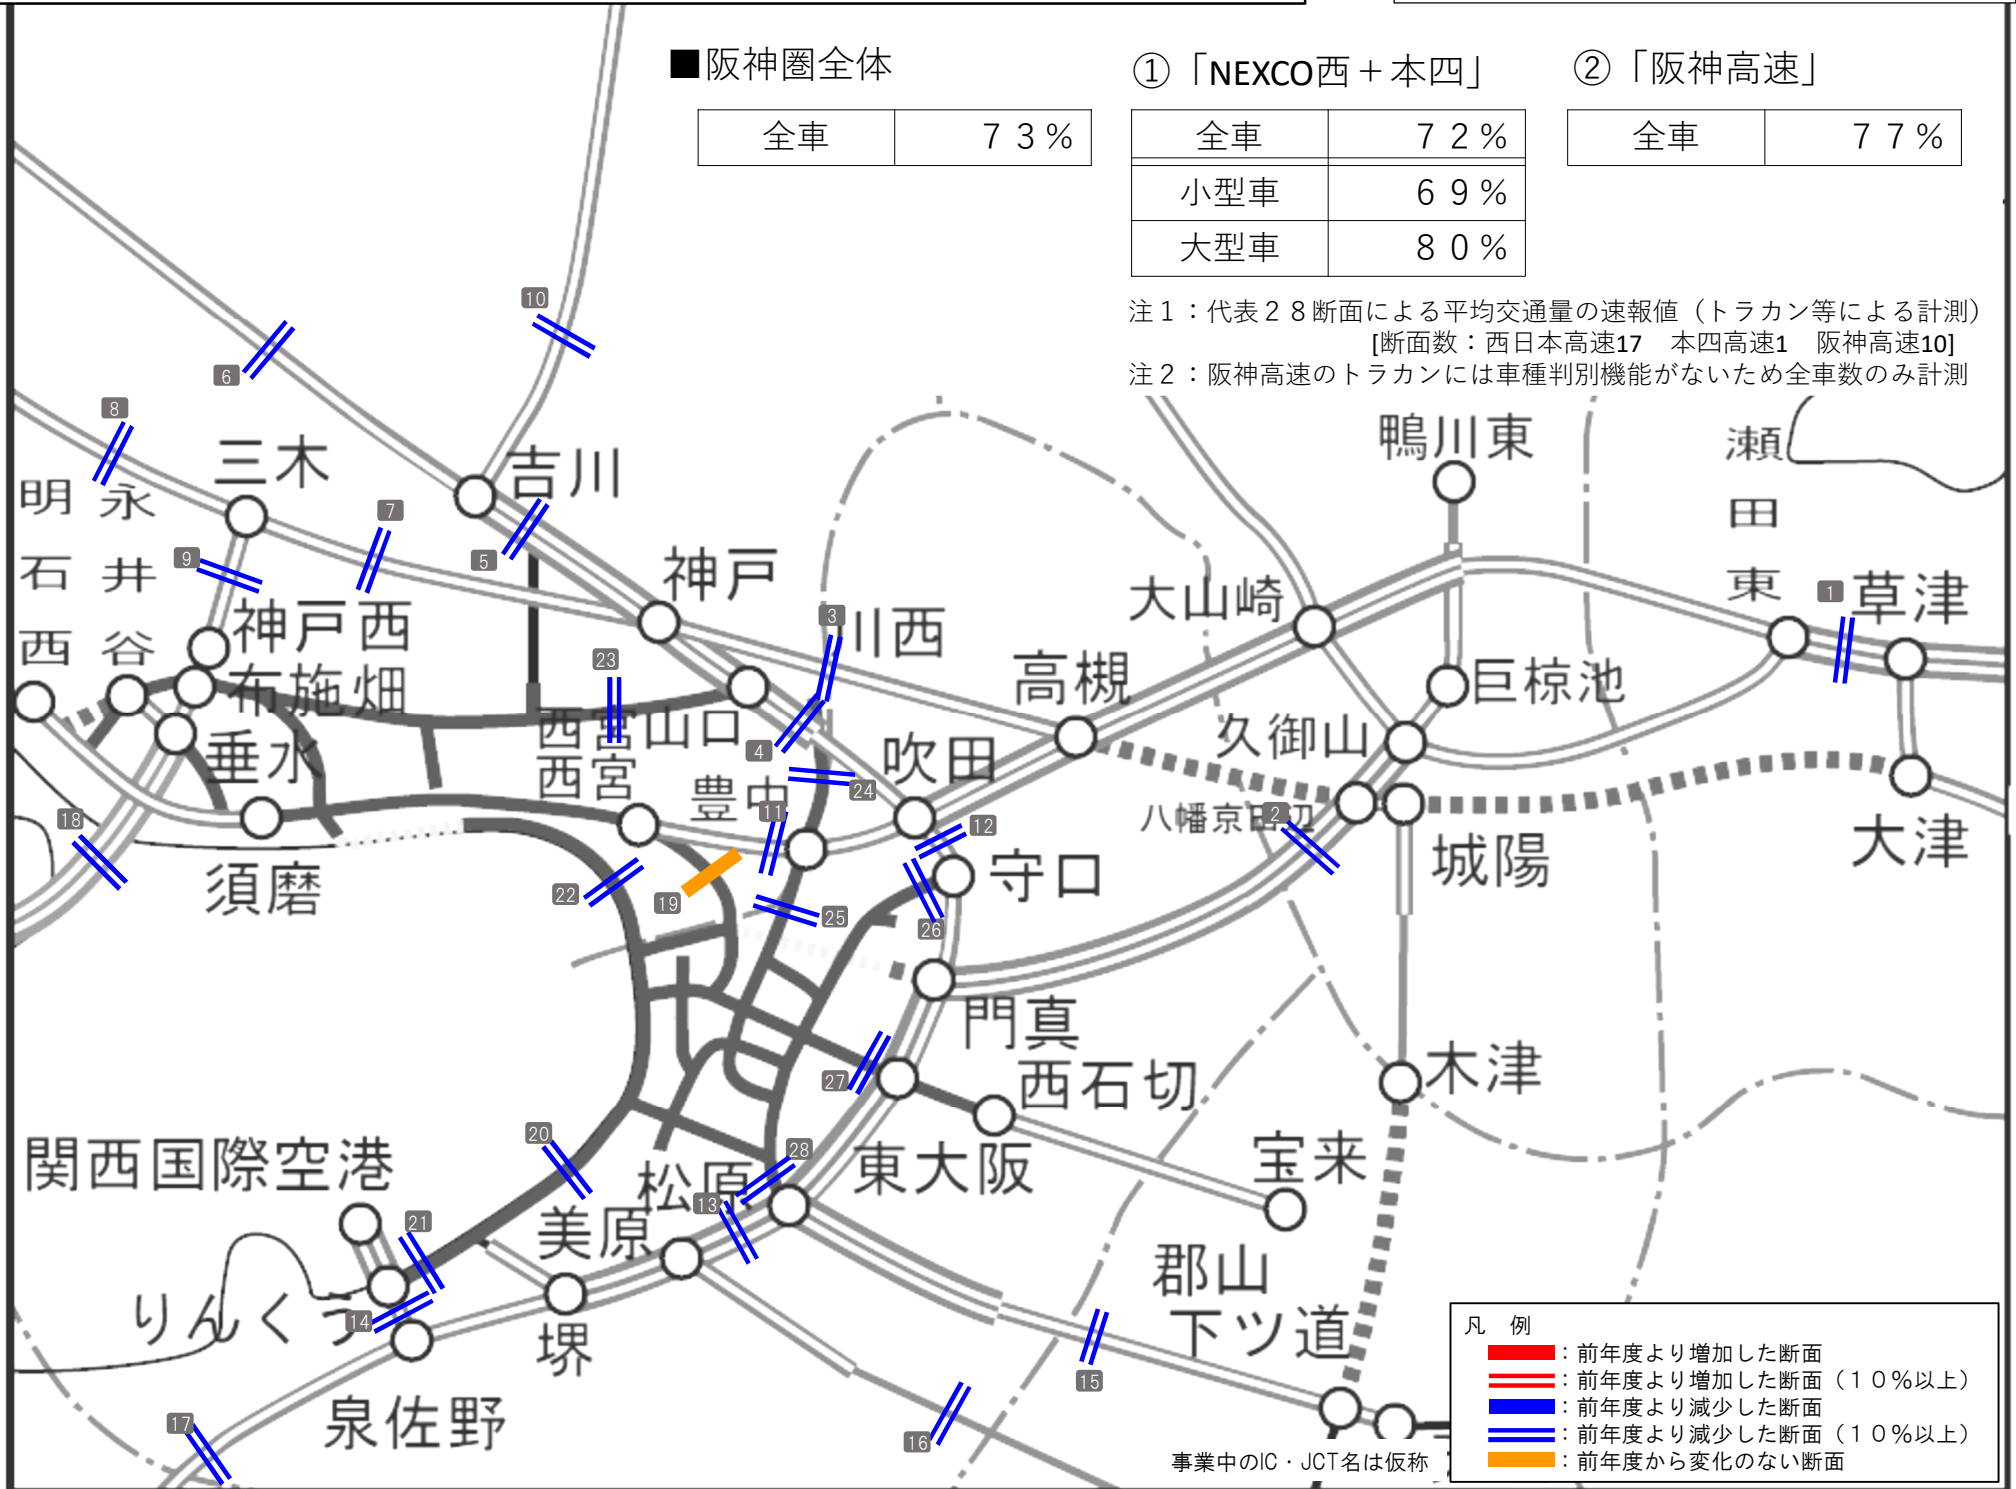 ■阪神圏全体
全車 ７３％
①「NEXCO西＋本四」
全車 ７２％
小型車 ６９％
大型車 ８０％
②「阪神高速」
全車 ７７％
注１：代表２８断面による平均交通量の速報値（トラカン等による計測）
[断面数：西日本高速17　本四高速1　阪神高速10]
注２：阪神高速のトラカンには車種判別機能がないため全車数のみ計測
10
6
8
三木
吉川
鴨川東
瀬田東
明石西
永井谷
7
5
9
神戸
神戸西
布施畑
大山崎
1
草津
3
川西
高槻
巨椋池
23
西宮山口
4
久御山
垂水
西宮
豊中
吹田
24
11
12
八幡京田辺
2
18
大津
須磨
22
19
守口
城陽
25
26
門真
27
西石切
木津
関西国際空港
20
松原
28
東大阪
宝来
13
21
美原
郡山
下ツ道
りんくう
14
堺
15
泉佐野
17
16
事業中のIC・JCT名は仮称
凡　例
：前年度より増加した断面
：前年度より増加した断面（１０％以上）
：前年度より減少した断面
：前年度より減少した断面（１０％以上）
：前年度から変化のない断面